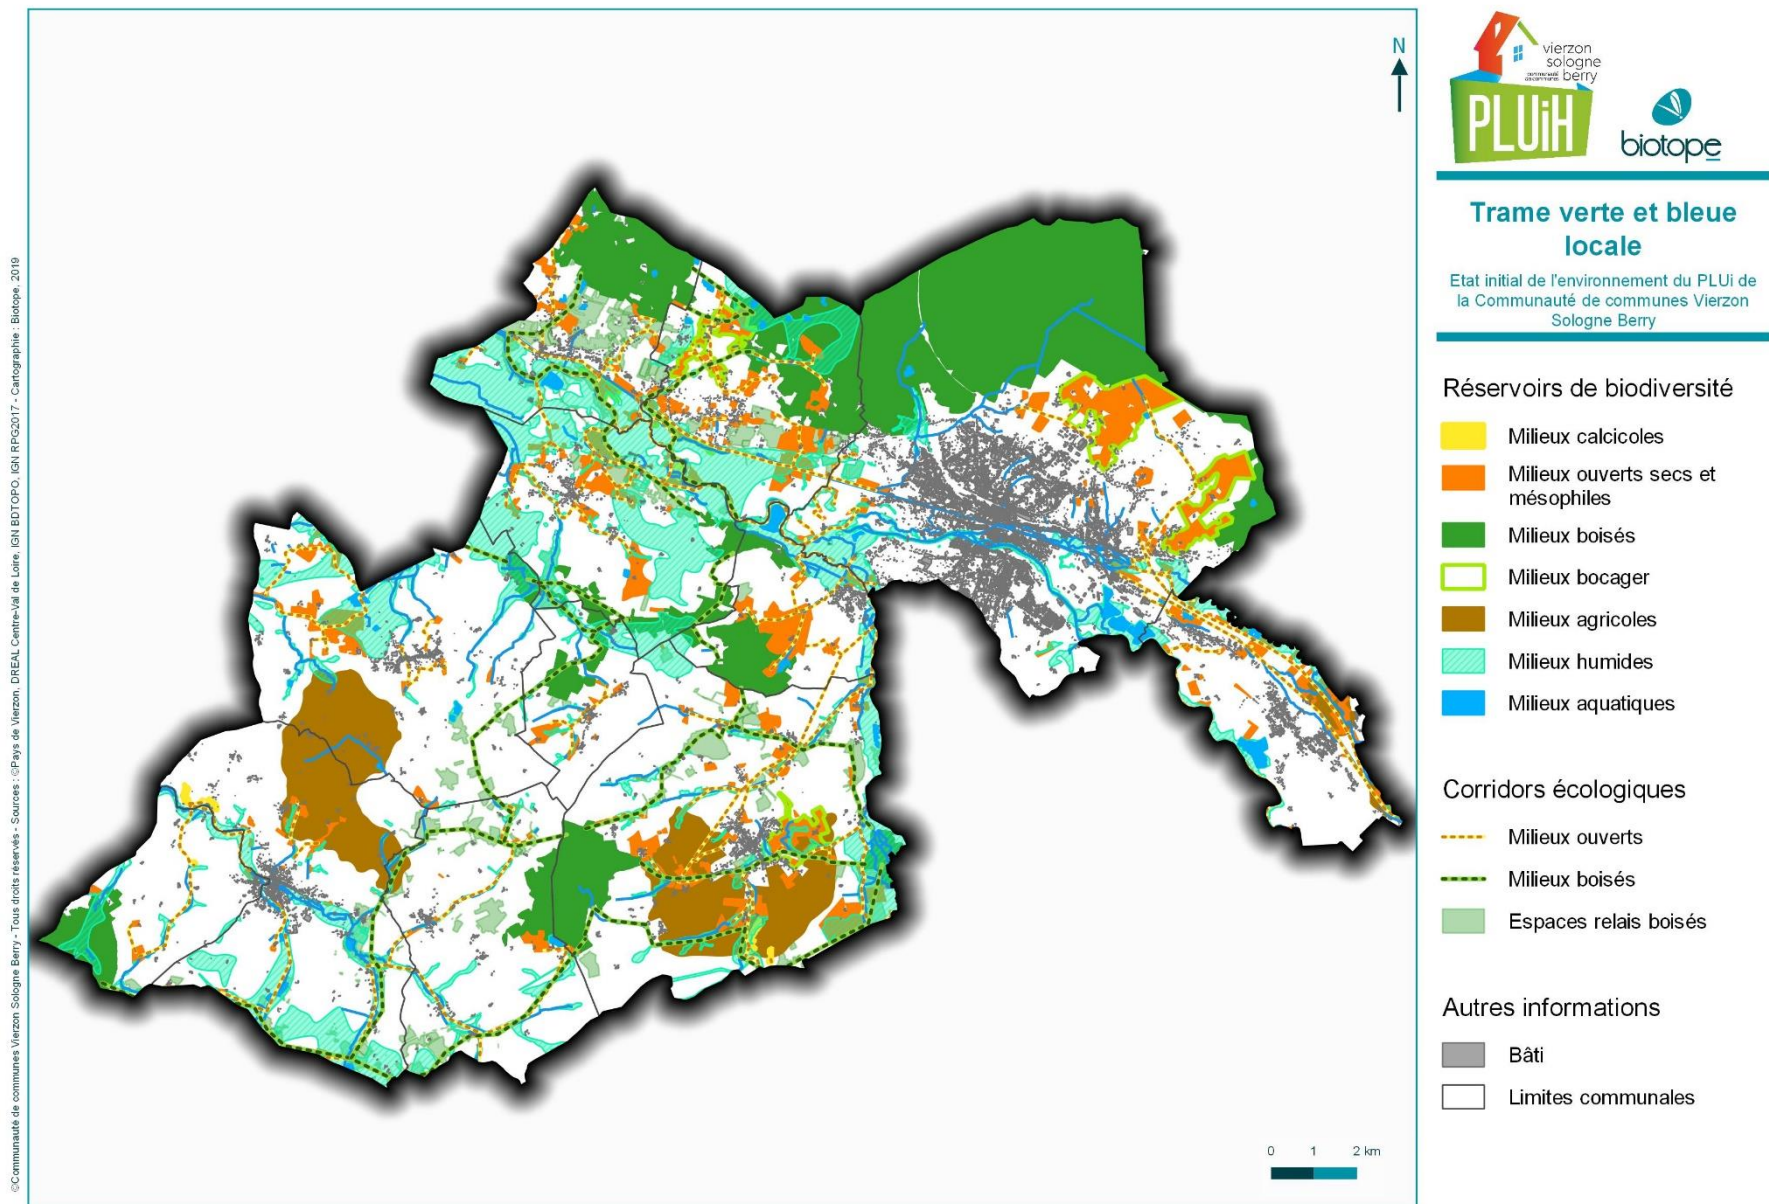 N
vierzon
sologne
communauté
de communes
berry
PLUiH
biotope
Trame verte et bleue
locale
Etat initial de l'environnement du PLUi de
la Communauté de communes Vierzon
Sologne Berry
Réservoirs de biodiversité
Milieux calcicoles
Milieux ouverts secs et
mésophiles
Milieux boisés
Milieux bocager
Milieux agricoles
Milieux humides
Milieux aquatiques
Corridors écologiques
Milieux ouverts
Milieux boisés
Espaces relais boisés
Autres informations
Bâti
Limites communales
0 1 2 km
©Communauté de communes Vierzon Sologne Berry - Tous droits réservés - Sources : ©Pays de Vierzon, DREAL Centre-Val de Loire, IGN BDTOPO, IGN RPG2017 - Cartographie : Biotope, 2019